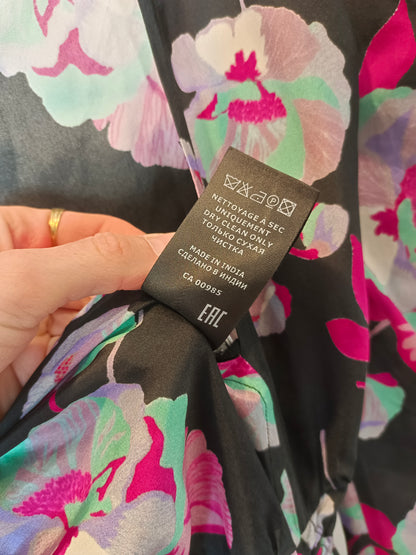 NETTOYAGE À SEC
UNIQUEMENT
DRY CLEAN ONLY
ТОЛЬКО СУХАЯ
ЧИСТКА
MADE IN INDIA
СДЕЛАНО В ИНДИИ
CA 00985
EAC